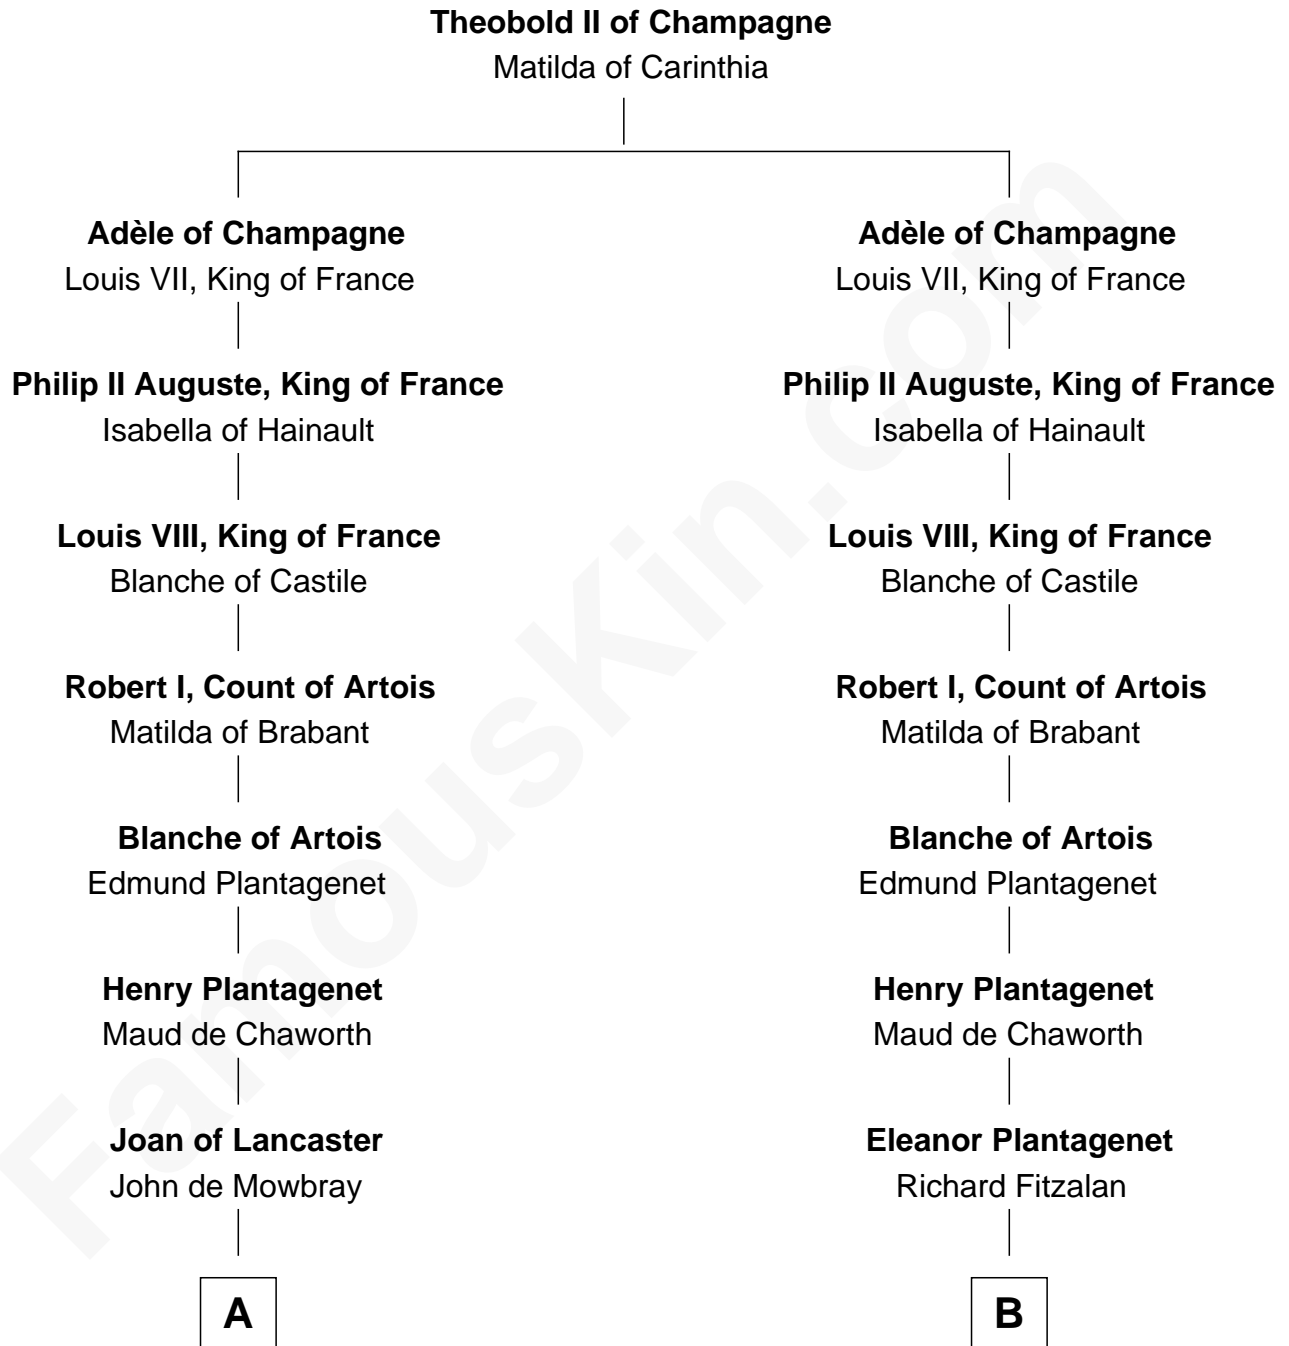 Theobold II of Champagne
Matilda of Carinthia
Adèle of Champagne
Louis VII, King of France
Adèle of Champagne
Louis VII, King of France
Philip II Auguste, King of France
Isabella of Hainault
Philip II Auguste, King of France
Isabella of Hainault
Louis VIII, King of France
Blanche of Castile
Louis VIII, King of France
Blanche of Castile
Robert I, Count of Artois
Matilda of Brabant
Robert I, Count of Artois
Matilda of Brabant
Blanche of Artois
Edmund Plantagenet
Blanche of Artois
Edmund Plantagenet
Henry Plantagenet
Maud de Chaworth
Henry Plantagenet
Maud de Chaworth
Joan of Lancaster
John de Mowbray
Eleanor Plantagenet
Richard Fitzalan
A
B
FamousKin.com